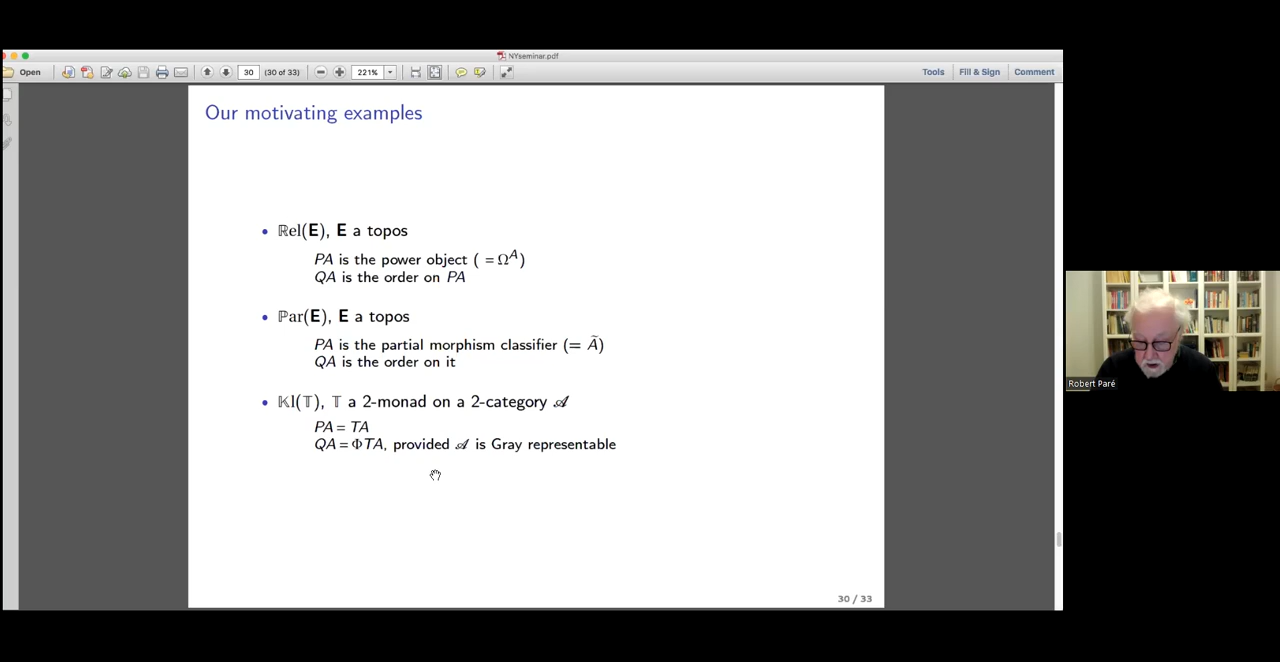 NYseminar.pdf
Open 30 (30 of 33) 221% Tools Fill & Sign Comment
Our motivating examples
• ℝel(E), E a topos
PA is the power object ( = Ω^A)
QA is the order on PA
• ℙar(E), E a topos
PA is the partial morphism classifier (= Ã)
QA is the order on it
• 𝕂l(𝕋), 𝕋 a 2-monad on a 2-category 𝒜
PA = TA
QA = ΦTA, provided 𝒜 is Gray representable
30 / 33
Robert Paré